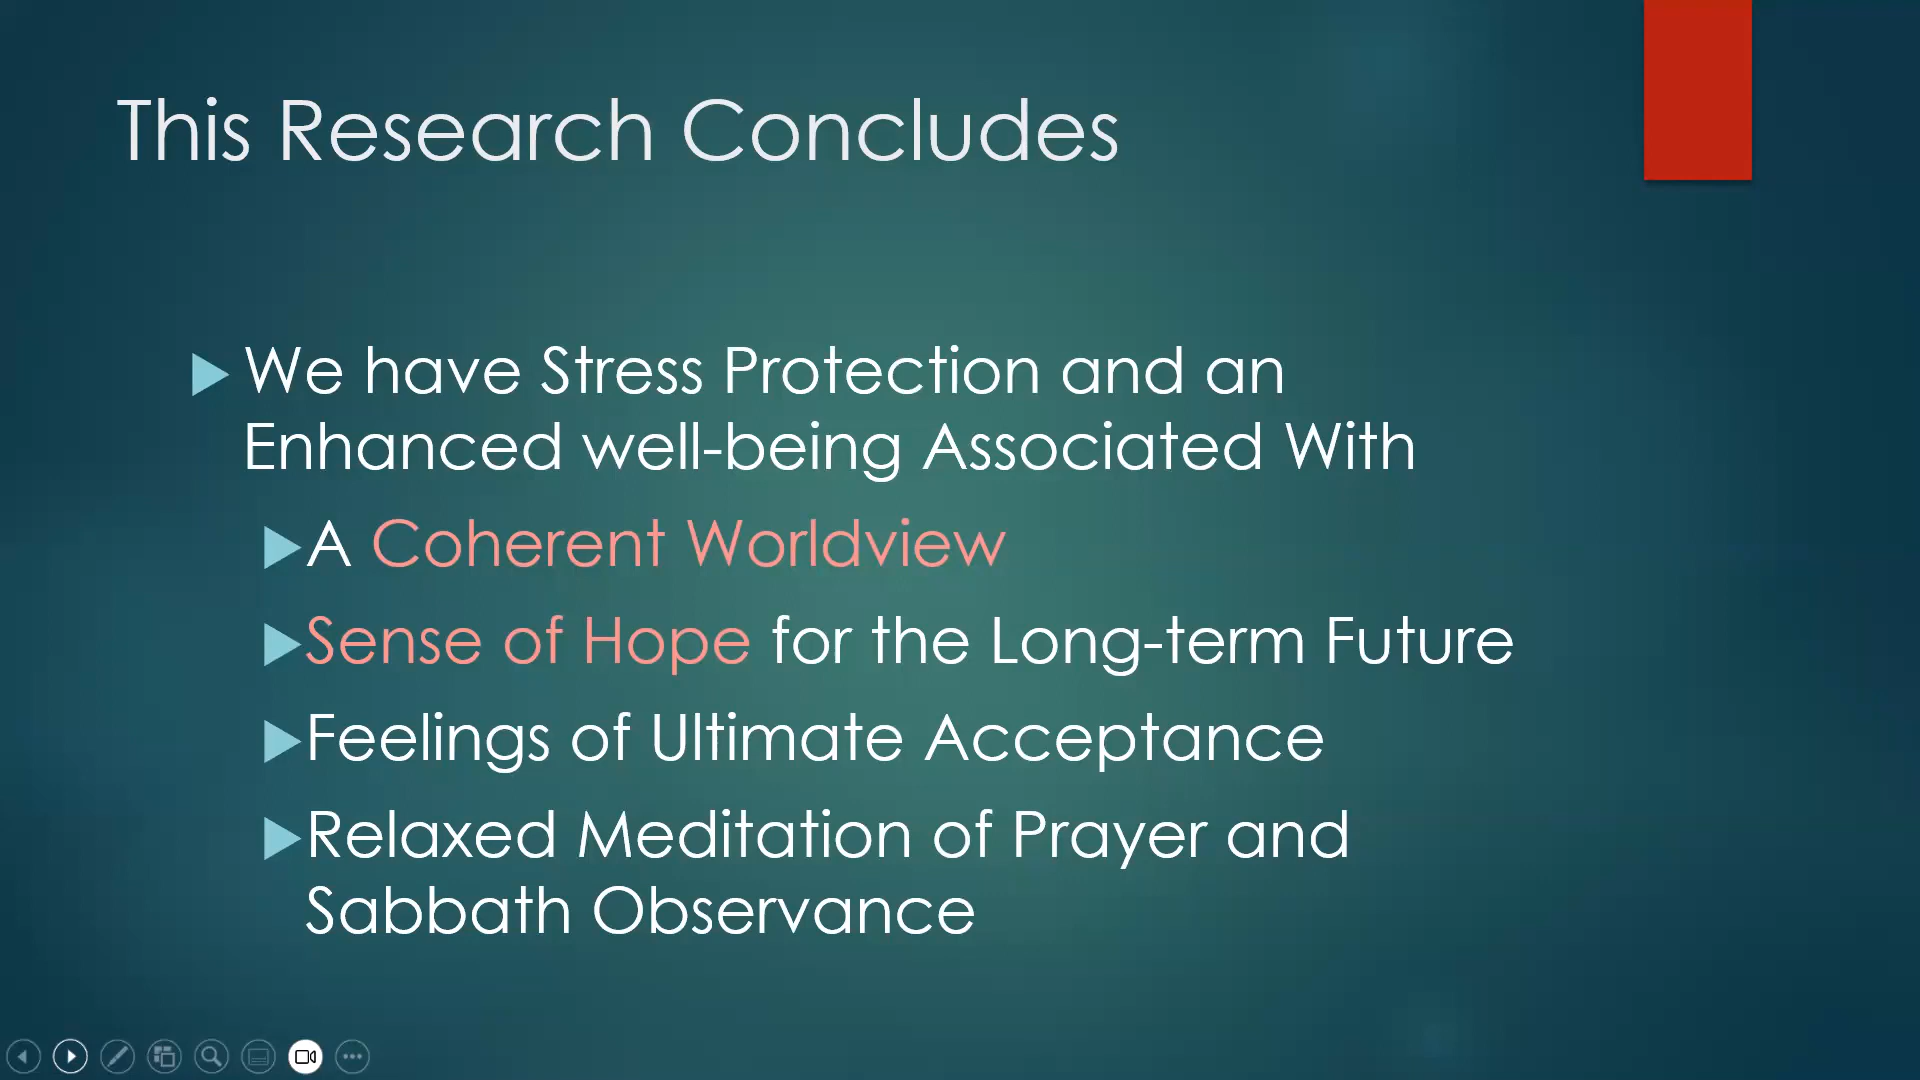 This Research Concludes
We have Stress Protection and an
Enhanced well-being Associated With
A Coherent Worldview
Sense of Hope for the Long-term Future
Feelings of Ultimate Acceptance
Relaxed Meditation of Prayer and
Sabbath Observance